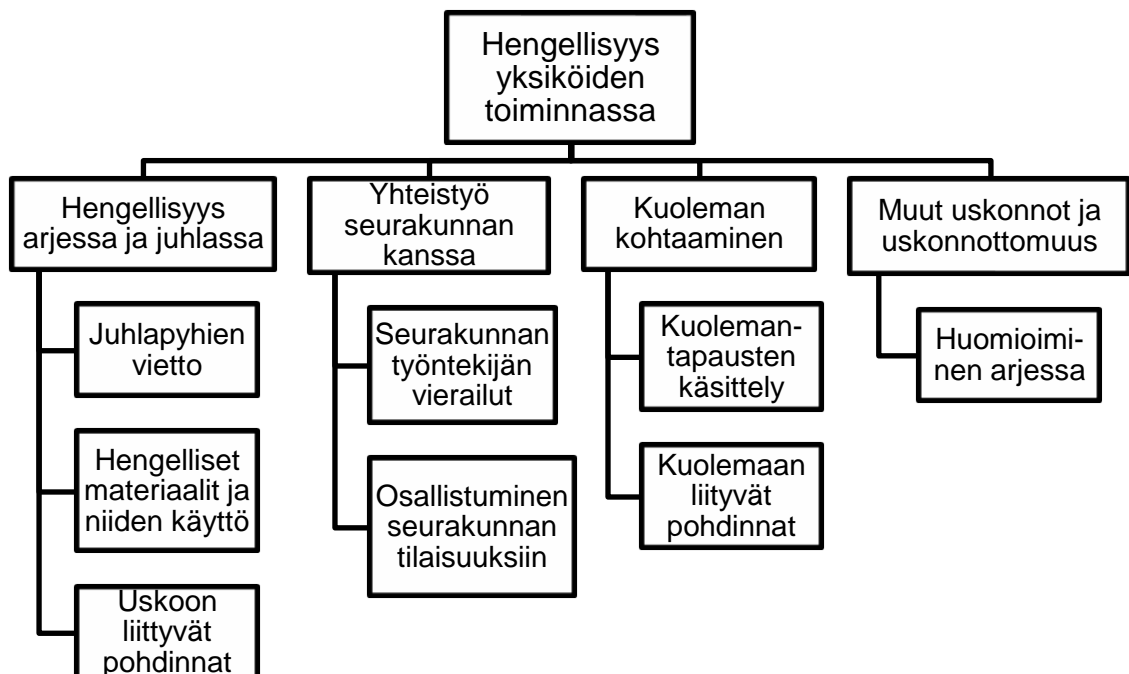 Hengellisyys
yksiköiden
toiminnassa
Hengellisyys
arjessa ja juhlassa
Yhteistyö
seurakunnan
kanssa
Kuoleman
kohtaaminen
Muut uskonnot ja
uskonnottomuus
Juhlapyhien
vietto
Hengelliset
materiaalit ja
niiden käyttö
Uskoon
liittyvät
pohdinnat
Seurakunnan
työntekijän
vierailut
Osallistuminen
seurakunnan
tilaisuuksiin
Kuoleman-
tapausten
käsittely
Kuolemaan
liityvät
pohdinnat
Huomioimi-
nen arjessa